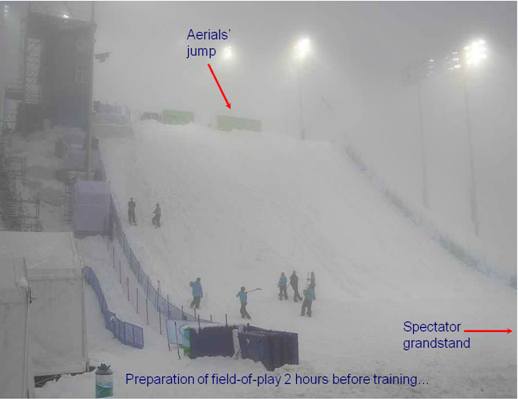 Aerials'
jump
Spectator
grandstand
Preparation of field-of-play 2 hours before training...